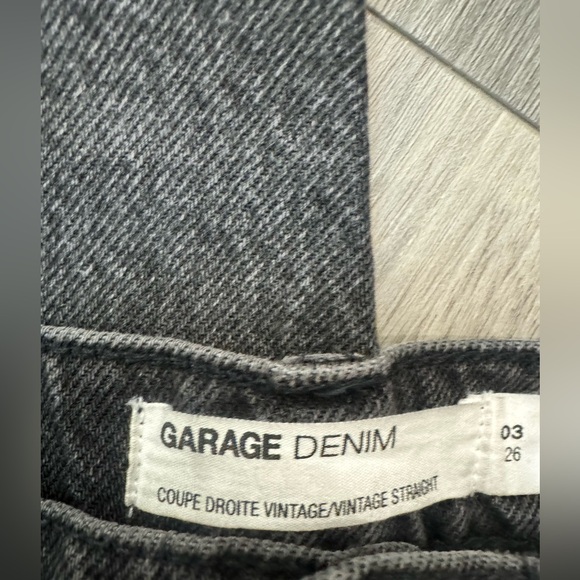 GARAGE DENIM
COUPE DROITE VINTAGE/VINTAGE STRAIGHT
03
26